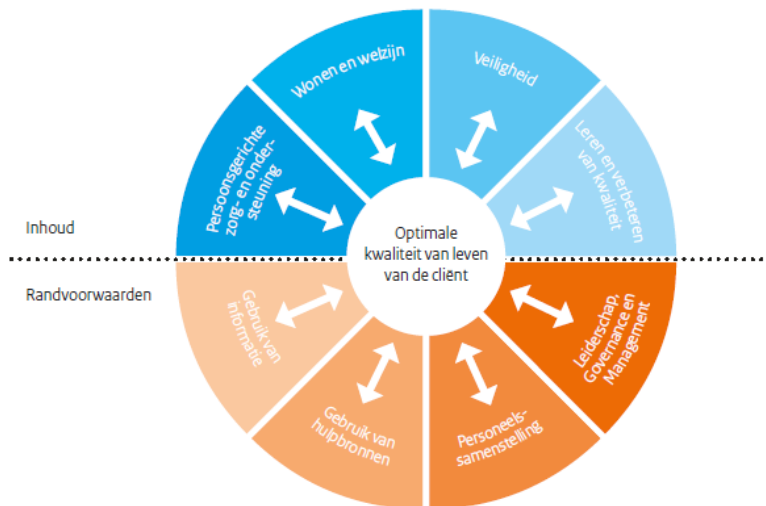 Wonen en welzijn
Veiligheid
Persoonsgerichte
zorg- en onder-
steuning
Leren en verbeteren
van kwaliteit
Inhoud
Optimale
kwaliteit van leven
van de cliënt
Randvoorwaarden
Gebruik van
informatie
Leiderschap,
Governance en
Management
Gebruik van
hulpbronnen
Personeels-
samenstelling